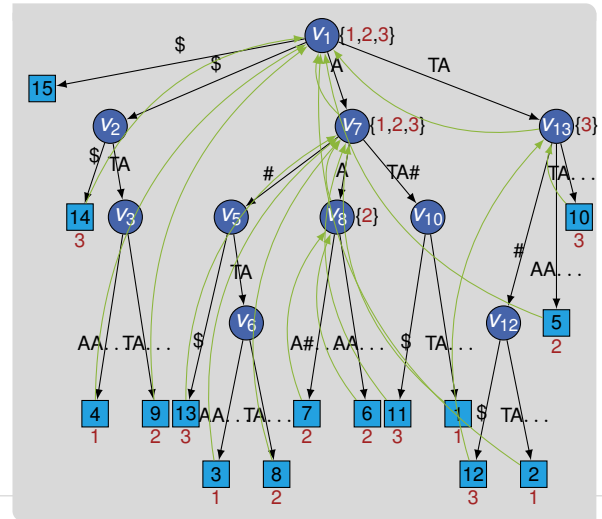 v1 {1,2,3}
$ $ A TA
15
v2 v7 {1,2,3} v13 {3}
$ TA # A TA# TA...
14 v3 v5 v8 {2} v10 10
3 3
TA # AA...
v6 v12 5
2
AA... TA... $ A#... AA... $ TA...
4 9 13 7 6 11 1
1 2 3 2 2 3 1
AA... TA... $ TA...
3 8 12 2
1 2 3 1